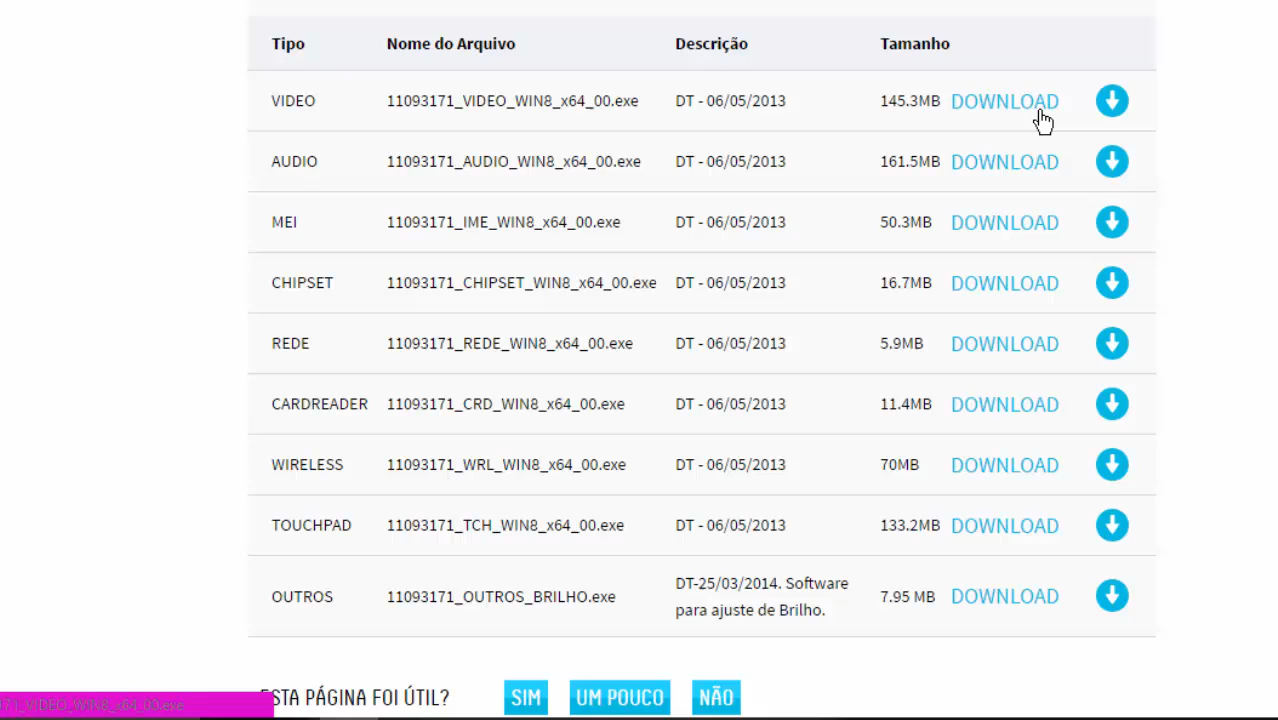 Tipo Nome do Arquivo Descrição Tamanho
VIDEO 11093171_VIDEO_WIN8_x64_00.exe DT - 06/05/2013 145.3MB DOWNLOAD
AUDIO 11093171_AUDIO_WIN8_x64_00.exe DT - 06/05/2013 161.5MB DOWNLOAD
MEI 11093171_IME_WIN8_x64_00.exe DT - 06/05/2013 50.3MB DOWNLOAD
CHIPSET 11093171_CHIPSET_WIN8_x64_00.exe DT - 06/05/2013 16.7MB DOWNLOAD
REDE 11093171_REDE_WIN8_x64_00.exe DT - 06/05/2013 5.9MB DOWNLOAD
CARDREADER 11093171_CRD_WIN8_x64_00.exe DT - 06/05/2013 11.4MB DOWNLOAD
WIRELESS 11093171_WRL_WIN8_x64_00.exe DT - 06/05/2013 70MB DOWNLOAD
TOUCHPAD 11093171_TCH_WIN8_x64_00.exe DT - 06/05/2013 133.2MB DOWNLOAD
OUTROS 11093171_OUTROS_BRILHO.exe DT-25/03/2014. Software
para ajuste de Brilho. 7.95 MB DOWNLOAD
ESTA PÁGINA FOI ÚTIL? SIM UM POUCO NÃO
71_VIDEO_WIN8_x64_00.exe